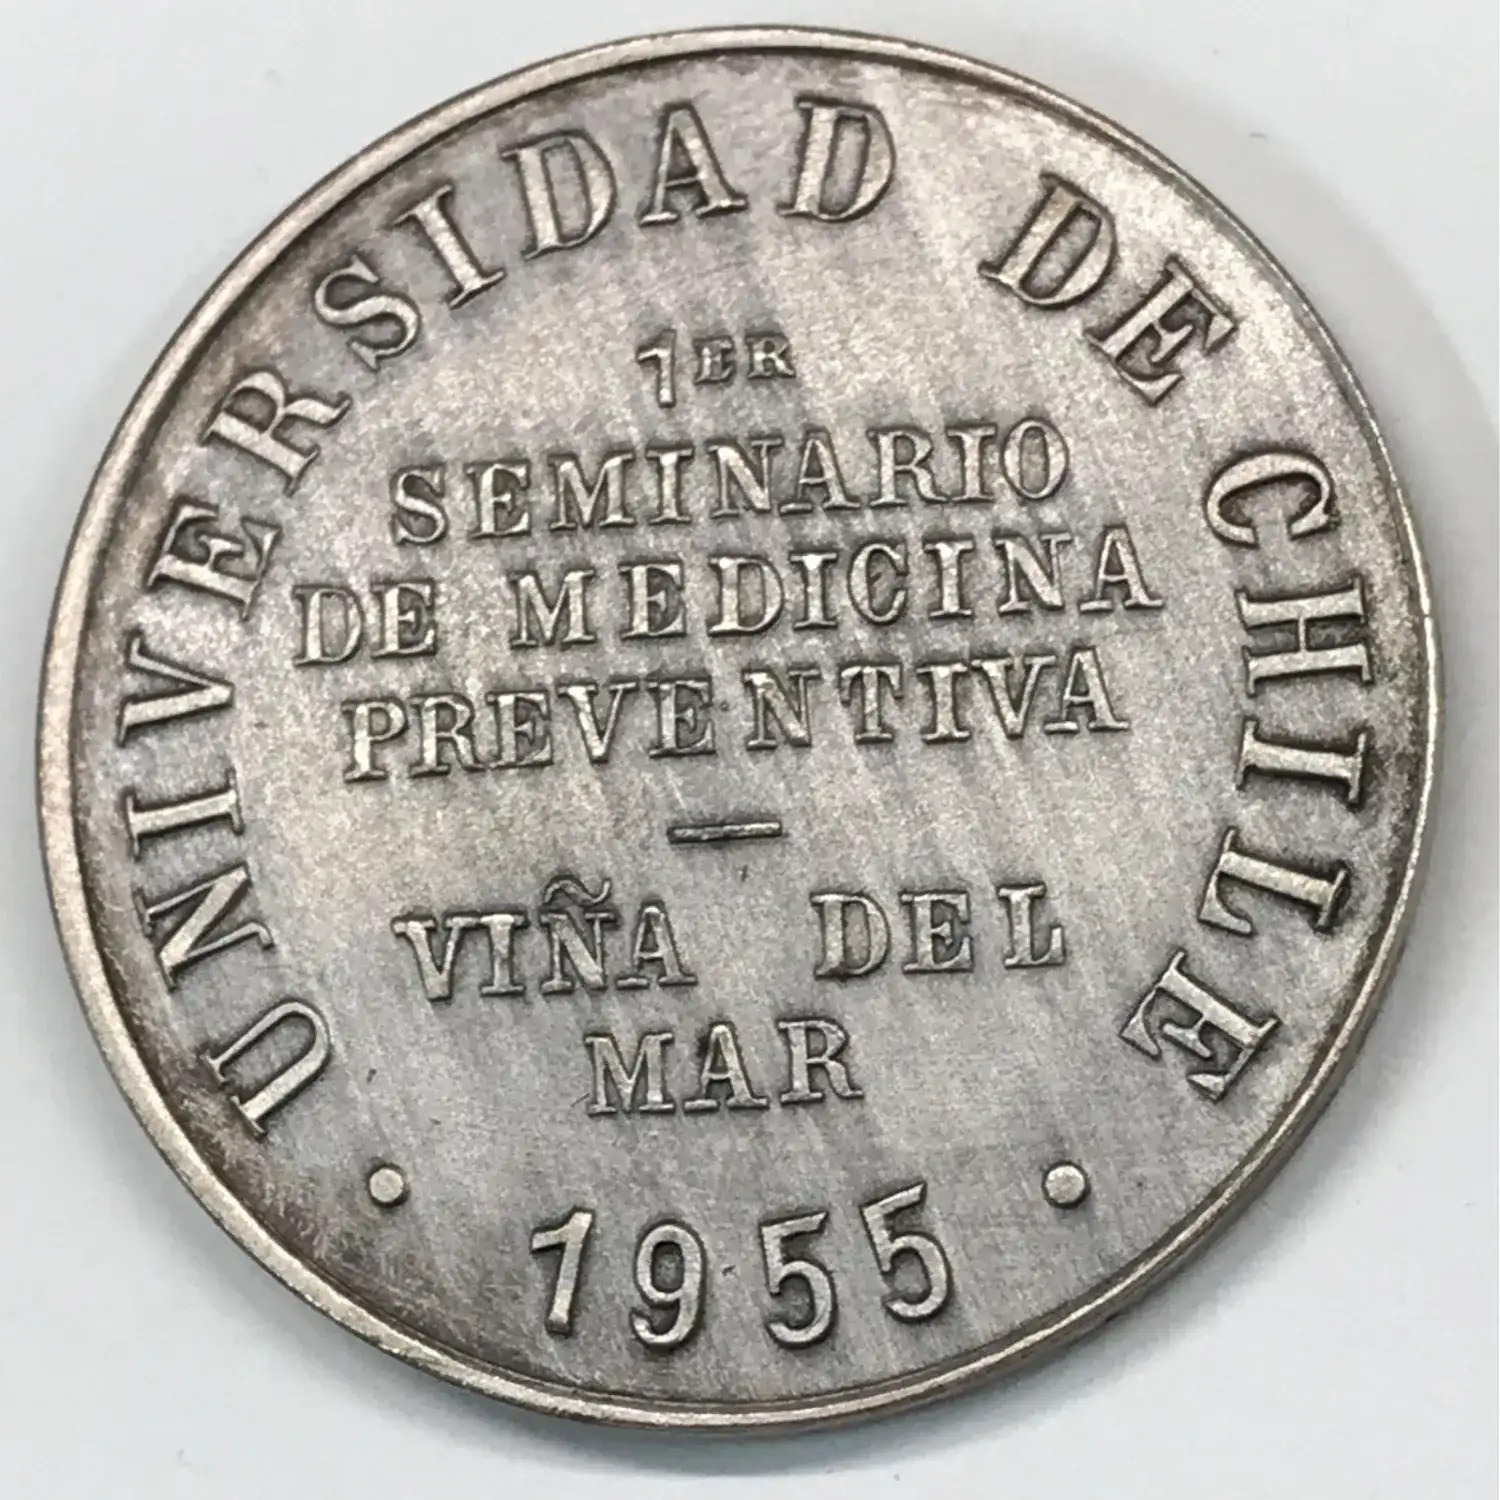 UNIVERSIDAD DE CHILE
1ER
SEMINARIO
DE MEDICINA
PREVENTIVA
—
VIÑA DEL
MAR
• 1955 •